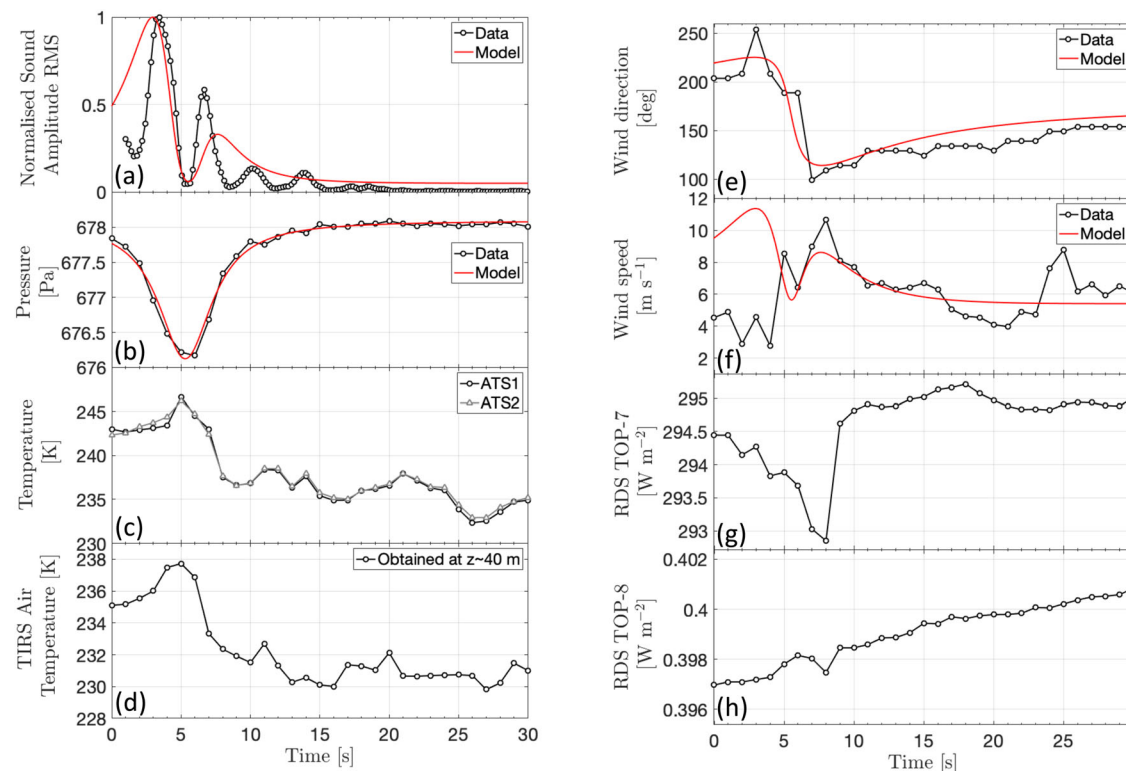 Normalised Sound
Amplitude RMS
1
0.5
0
Data
Model
(a)
Pressure
[Pa]
678
677.5
677
676.5
676
Data
Model
(b)
Temperature
[K]
245
240
235
230
ATS1
ATS2
(c)
TIRS Air
Temperature [K]
238
236
234
232
230
228
Obtained at z~40 m
(d)
0 5 10 15 20 25 30
Time [s]
Wind direction
[deg]
250
200
150
100
Data
Model
(e)
Wind speed
[m s⁻¹]
12
10
8
6
4
2
Data
Model
(f)
RDS TOP-7
[W m⁻²]
295
294.5
294
293.5
293
(g)
RDS TOP-8
[W m⁻²]
0.402
0.4
0.398
0.396
(h)
0 5 10 15 20 25
Time [s]